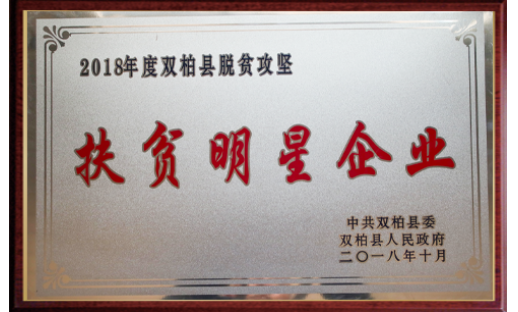 2018年度双柏县脱贫攻坚
扶贫明星企业
中共双柏县委
双柏县人民政府
二〇一八年十月